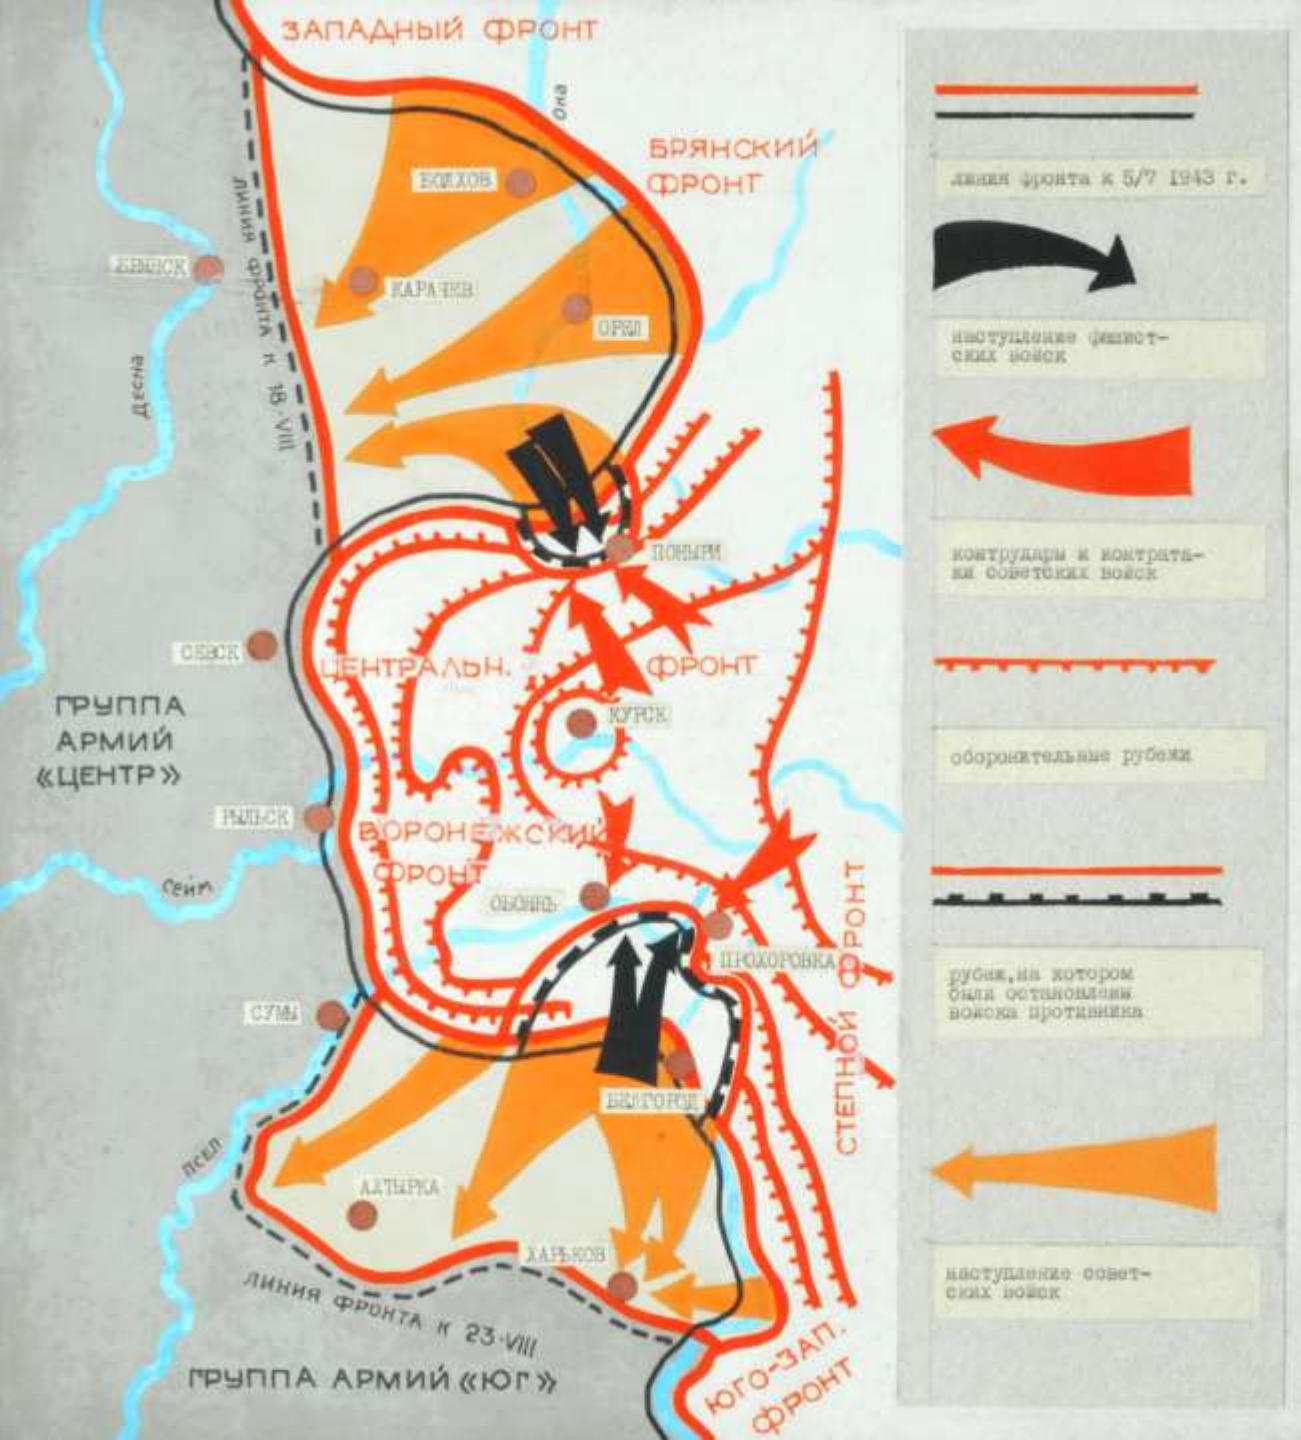 ЗАПАДНЫЙ ФРОНТ
Ока
БРЯНСКИЙ
ФРОНТ
БОЛХОВ
ЛИНИЯ ФРОНТА К 18.VIII
БРЯНСК
КАРАЧЕВ
ОРЕЛ
Десна
ПОНЫРИ
СЕВСК
ЦЕНТРАЛЬН. ФРОНТ
ГРУППА
АРМИЙ
«ЦЕНТР»
КУРСК
РЫЛЬСК
ВОРОНЕЖСКИЙ
ФРОНТ
Сейм
ОБОЯНЬ
ПРОХОРОВКА
СТЕПНОЙ ФРОНТ
СУМЫ
БЕЛГОРОД
ПСЕЛ
АХТЫРКА
ХАРЬКОВ
ЛИНИЯ ФРОНТА К 23.VIII
ГРУППА АРМИЙ «ЮГ»
ЮГО-ЗАП.
ФРОНТ
линия фронта к 5/7 1943 г.
наступление фашист-
ских войск
контрудары и контрата-
ки советских войск
оборонительные рубежи
рубеж,на котором
были остановлены
войска противника
наступление совет-
ских войск